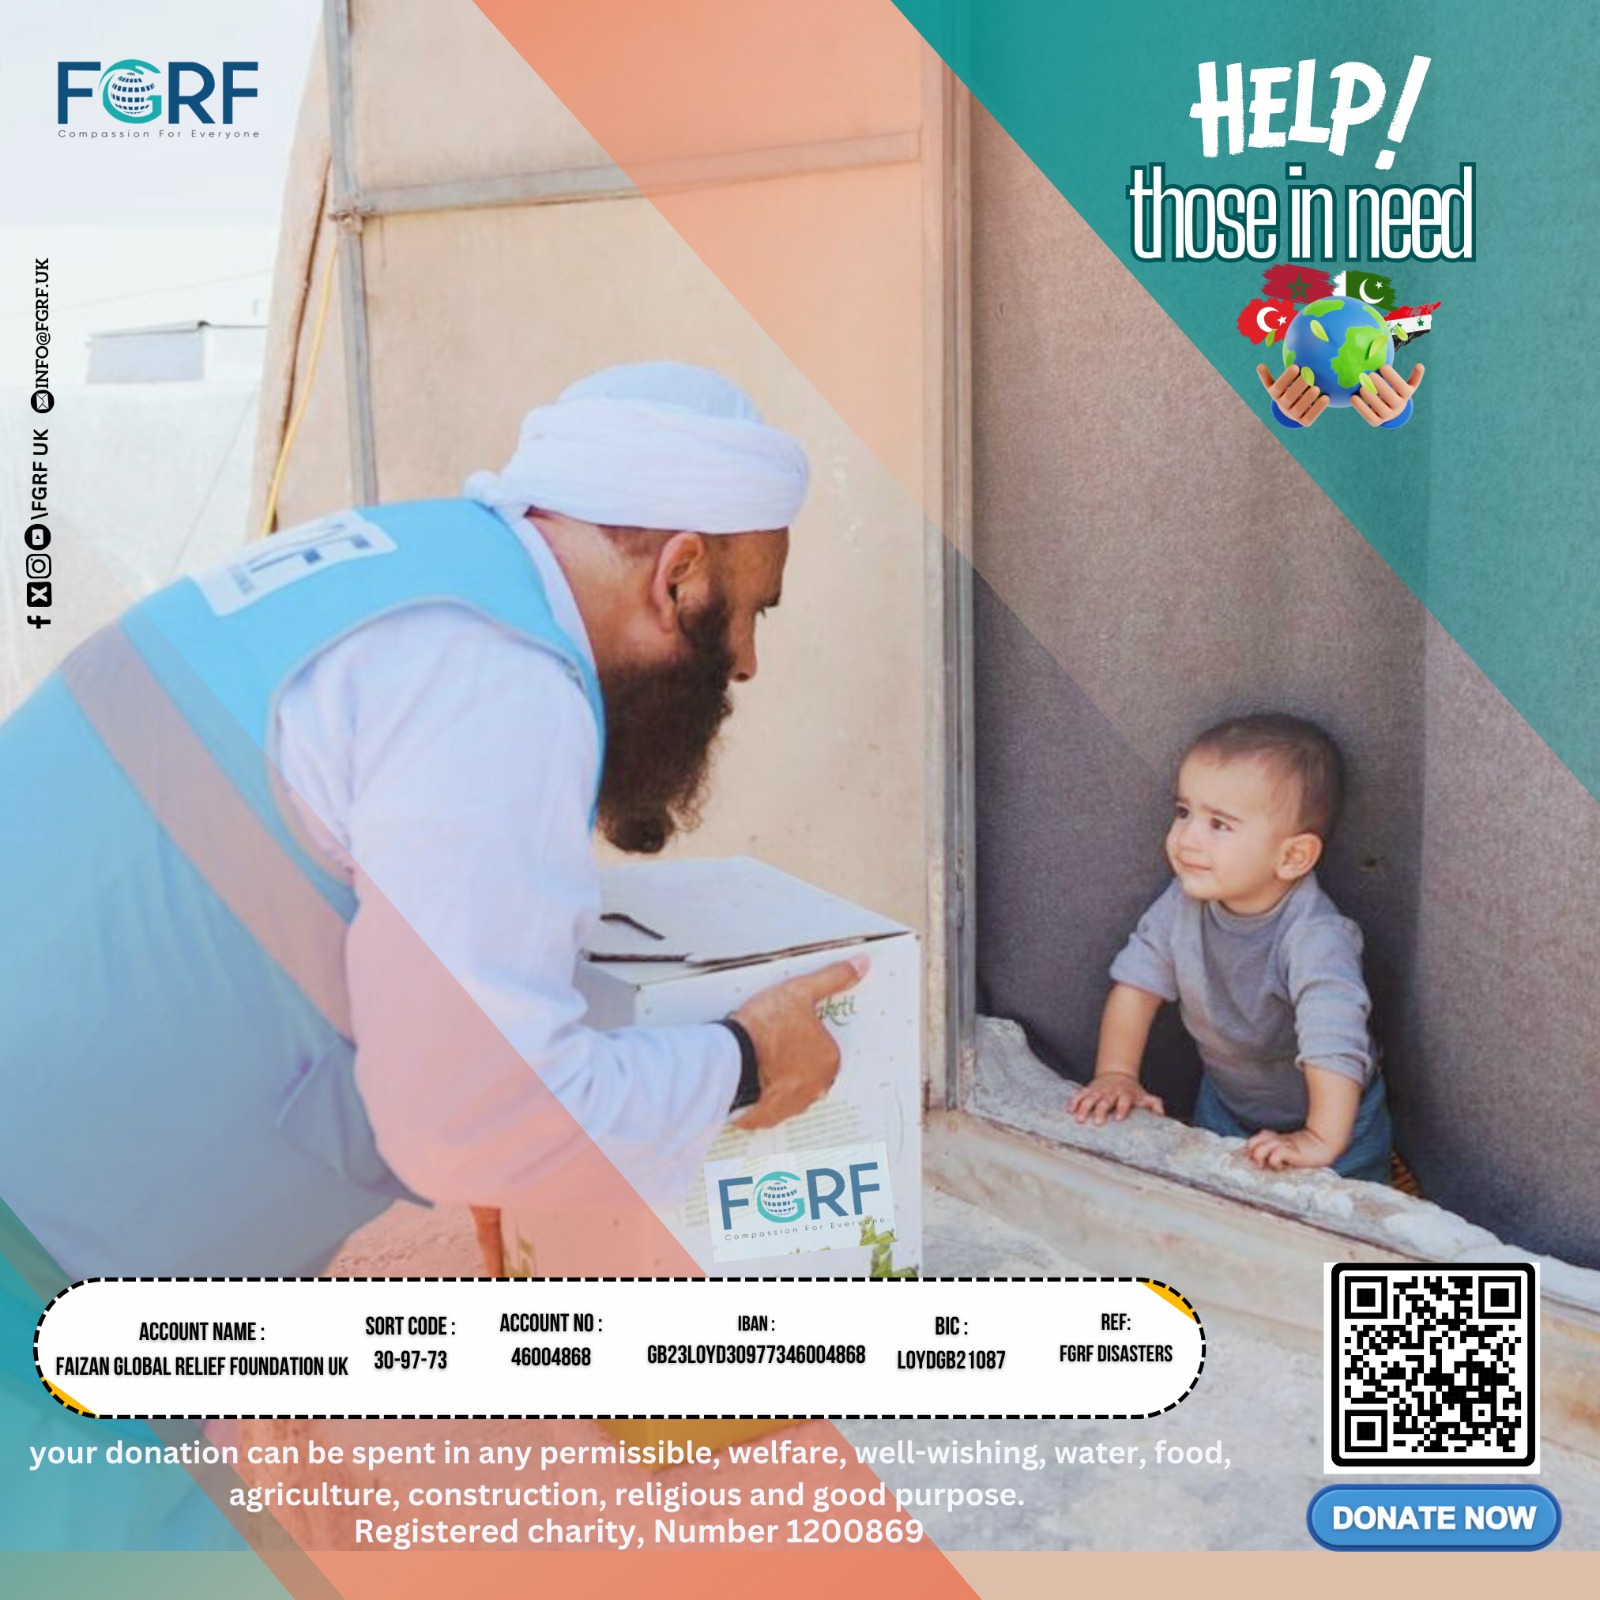 FGRF
Compassion For Everyone
HELP!
those in need
INFO@FGRF.UK
\FGRF UK
FGRF
Compassion For Everyone
ACCOUNT NAME :
FAIZAN GLOBAL RELIEF FOUNDATION UK
SORT CODE :
30-97-73
ACCOUNT NO :
46004868
IBAN :
GB23LOYD30977346004868
BIC :
LOYDGB21087
REF:
FGRF DISASTERS
your donation can be spent in any permissible, welfare, well-wishing, water, food,
agriculture, construction, religious and good purpose.
Registered charity, Number 1200869
DONATE NOW